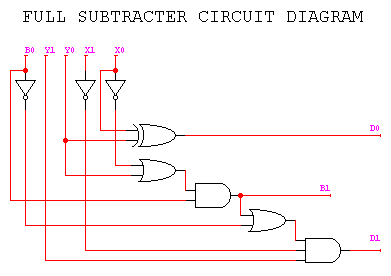 FULL SUBTRACTER CIRCUIT DIAGRAM
B0 Y1 Y0 X1 X0
D0
B1
D1